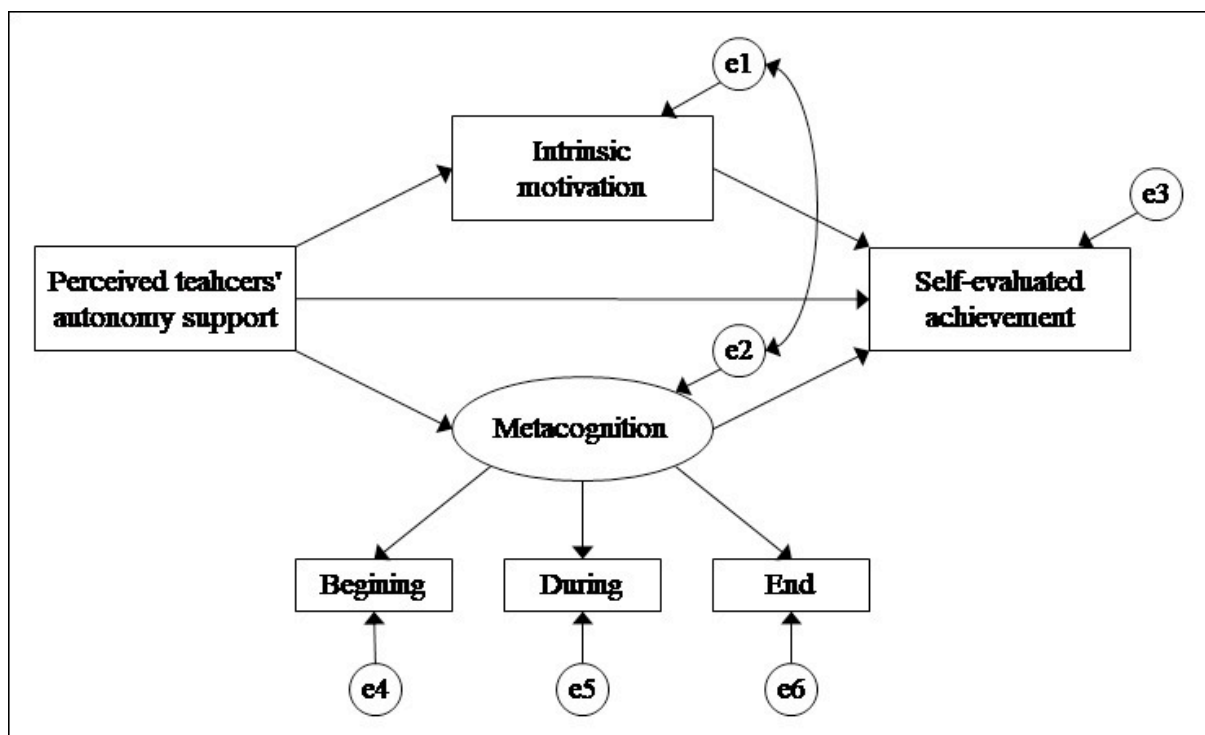 e1
Intrinsic
motivation
e3
Perceived teahcers'
autonomy support
Self-evaluated
achievement
e2
Metacognition
Begining
During
End
e4
e5
e6